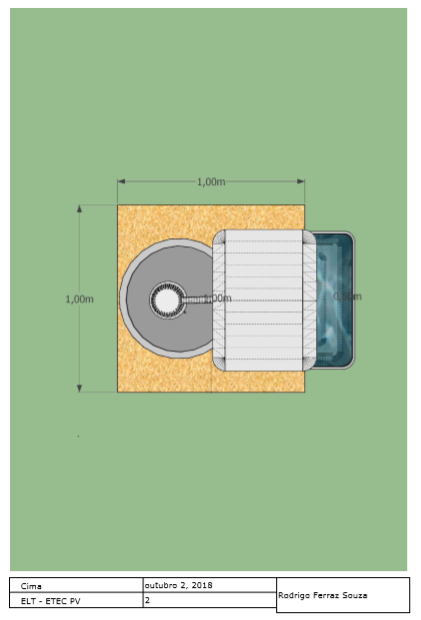 1,00m
1,00m
1,00m
0,50m
Cima
outubro 2, 2018
ELT - ETEC PV
2
Rodrigo Ferraz Souza